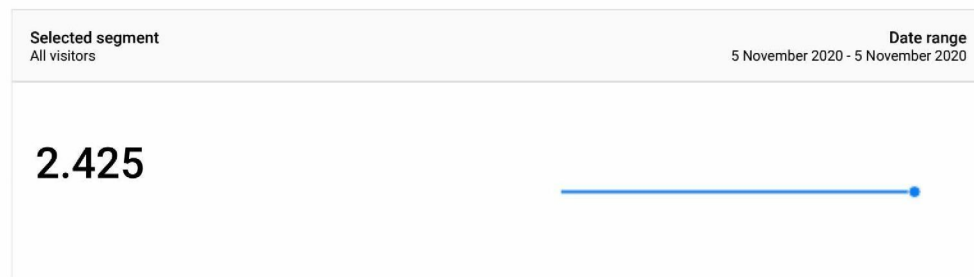 Selected segment
All visitors
Date range
5 November 2020 - 5 November 2020
2.425